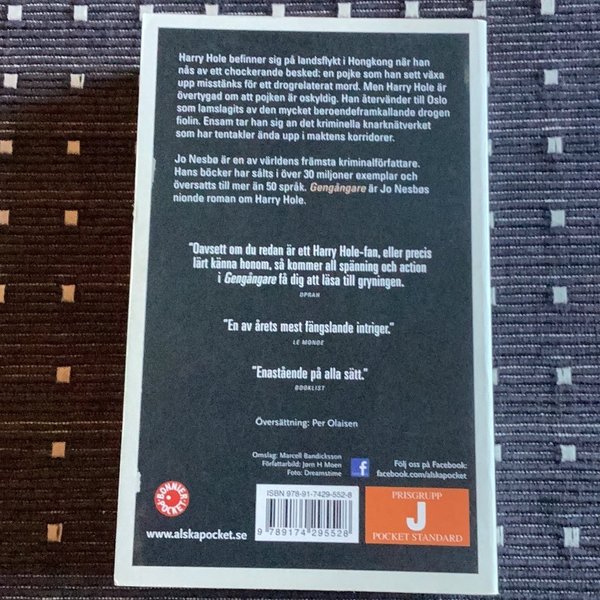 Harry Hole befinner sig på landsflykt i Hongkong när han
nås av ett chockerande besked: en pojke som han sett växa
upp misstänks för ett drogrelaterat mord. Men Harry Hole är
övertygad om att pojken är oskyldig. Han återvänder till Oslo
som lamslagits av den mycket beroendeframkallande drogen
fiolin. Ensam tar han sig an det kriminella knarknätverket
som har tentakler ända upp i maktens korridorer.
Jo Nesbø är en av världens främsta kriminalförfattare.
Hans böcker har sålts i över 30 miljoner exemplar och
översatts till mer än 50 språk. Gengångare är Jo Nesbøs
nionde roman om Harry Hole.
"Oavsett om du redan är ett Harry Hole-fan, eller precis
lärt känna honom, så kommer all spänning och action
i Gengångare få dig att läsa till gryningen.
OPRAH
"En av årets mest fängslande intriger."
LE MONDE
"Enastående på alla sätt."
BOOKLIST
Översättning: Per Olaisen
Omslag: Marcell Bandicksson
Författarbild: Jørn H Moen
Foto: Dreamstime
f
Följ oss på Facebook:
facebook.com/alskapocket
BONNIER
POCKET
www.alskapocket.se
ISBN 978-91-7429-552-8
9 789174 295528
PRISGRUPP
J
POCKET STANDARD